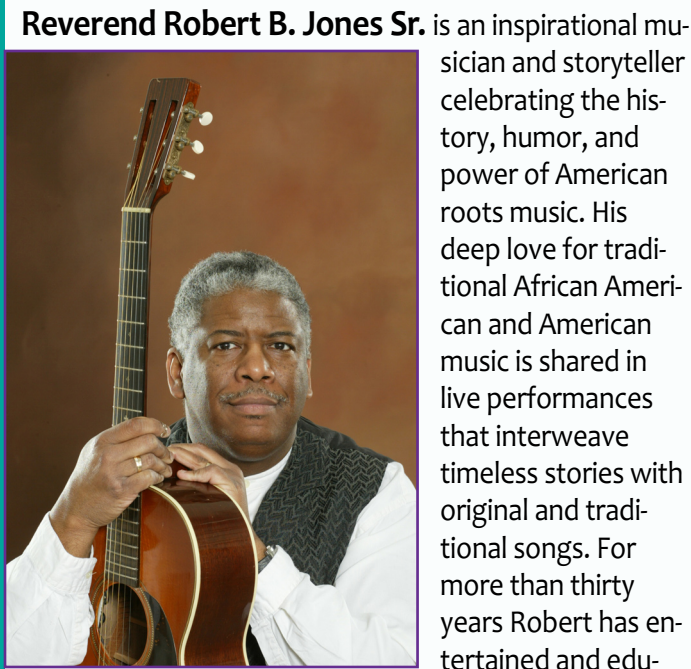 Reverend Robert B. Jones Sr. is an inspirational mu-
sician and storyteller
celebrating the his-
tory, humor, and
power of American
roots music. His
deep love for tradi-
tional African Ameri-
can and American
music is shared in
live performances
that interweave
timeless stories with
original and tradi-
tional songs. For
more than thirty
years Robert has en-
tertained and edu-